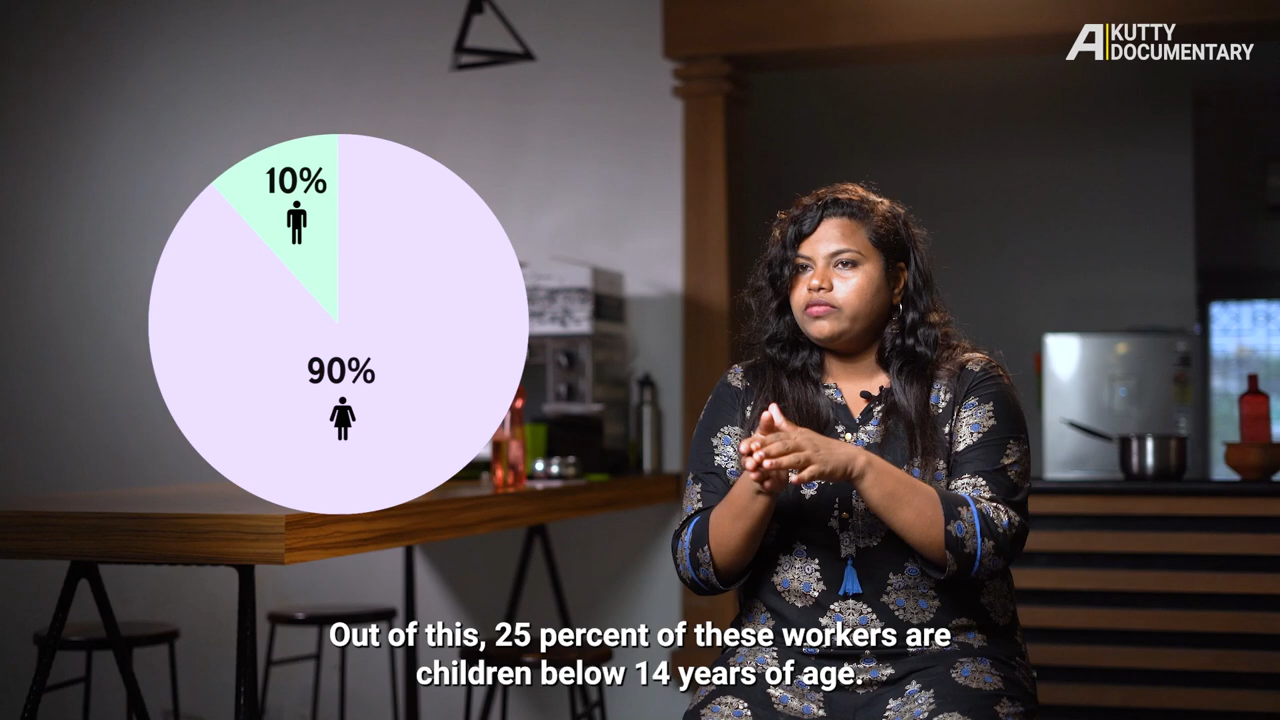 A KUTTY
DOCUMENTARY
10%
90%
Out of this, 25 percent of these workers are
children below 14 years of age.